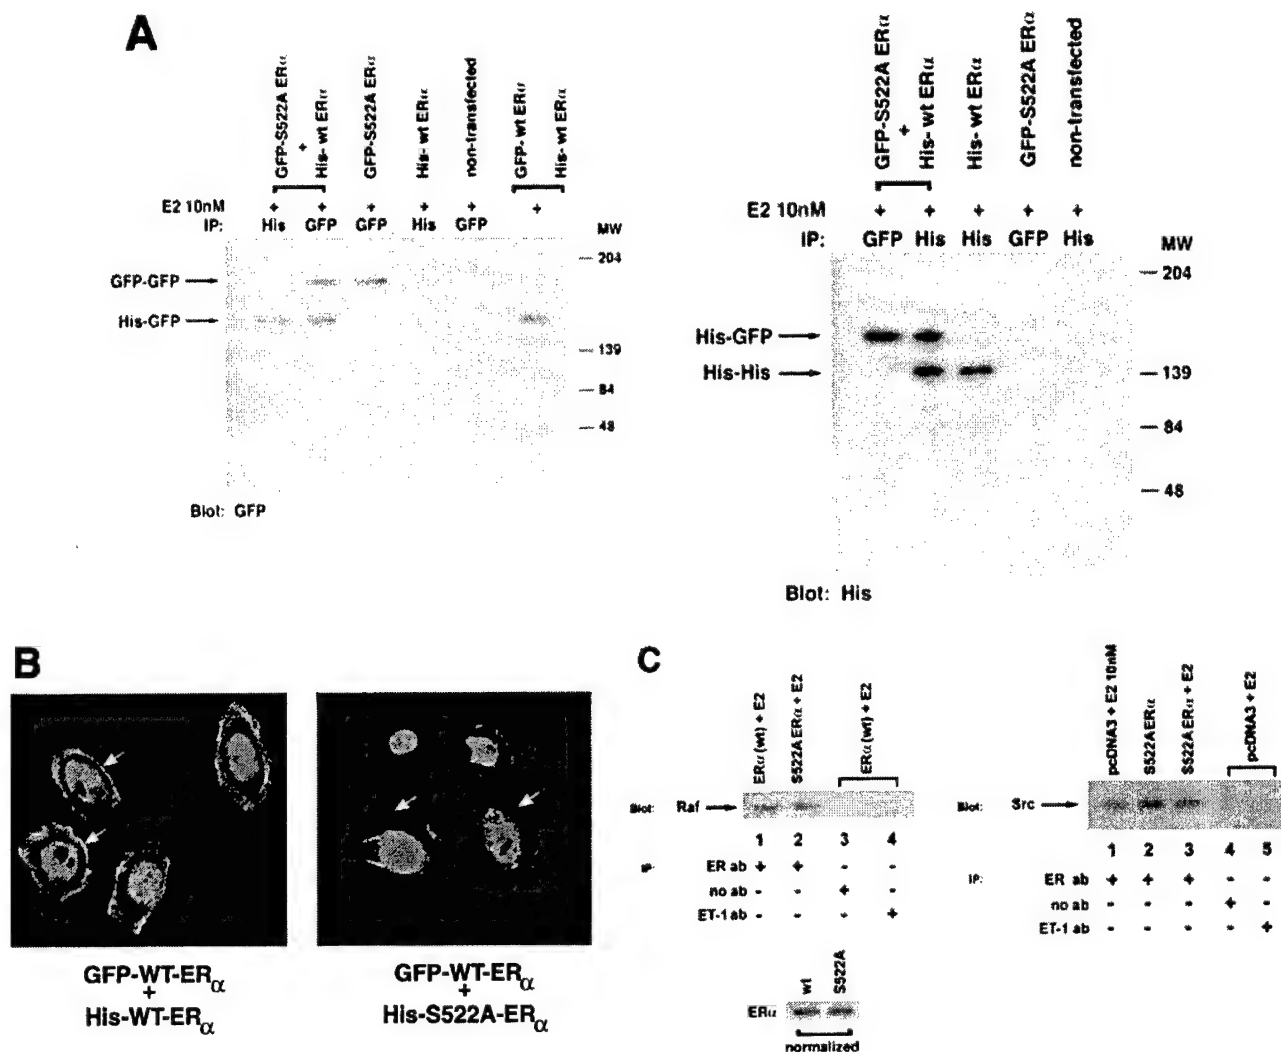 A
GFP-S522A ERα
+
His-wt ERα
GFP-S522A ERα
His-wt ERα
non-transfected
GFP-wt ERα
His-wt ERα
E2 10nM + + + + + +
IP: His GFP GFP His GFP
MW
204
GFP-GFP
His-GFP
139
84
48
Blot: GFP
GFP-S522A ERα
+
His-wt ERα
His-wt ERα
GFP-S522A ERα
non-transfected
E2 10nM + + + + +
IP: GFP His His GFP His
MW
204
His-GFP
His-His
139
84
48
Blot: His
B
GFP-WT-ERα
+
His-WT-ERα
GFP-WT-ERα
+
His-S522A-ERα
C
ERα (wt) + E2
S522A ERα + E2
ERα (wt) + E2
Blot: Raf
1 2 3 4
IP:
ER ab + + - -
no ab - - + -
ET-1 ab - - - +
wt
S522A
ERα
normalized
pcDNA3 + E2 10nM
S522A ERα
S522A ERα + E2
pcDNA3 + E2
Blot: Src
1 2 3 4 5
IP: ER ab + + + - -
no ab - - - + -
ET-1 ab - - - - +